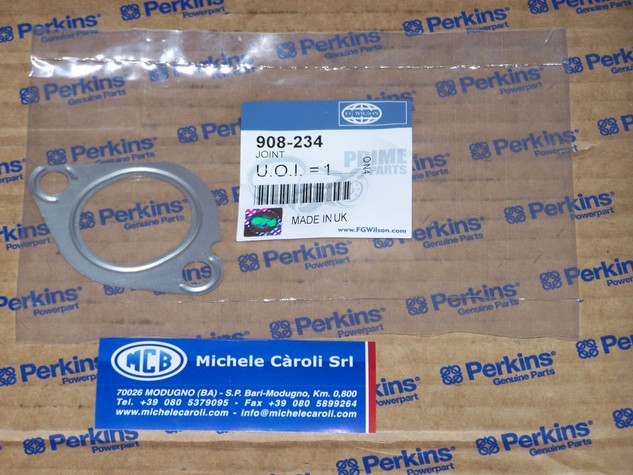 Perkins
Powerpart
Perkins
Genuine Parts
FG WILSON
908-234
JOINT
U.O.I. = 1
PRIME
PARTS
MADE IN UK
www.FGWilson.com
MCB
Michele Càroli Srl
70026 MODUGNO (BA) - S.P. Bari-Modugno, Km. 0,800
Tel. +39 080 5379095 - Fax +39 080 5899264
www.michelecaroli.com - info@michelecaroli.com